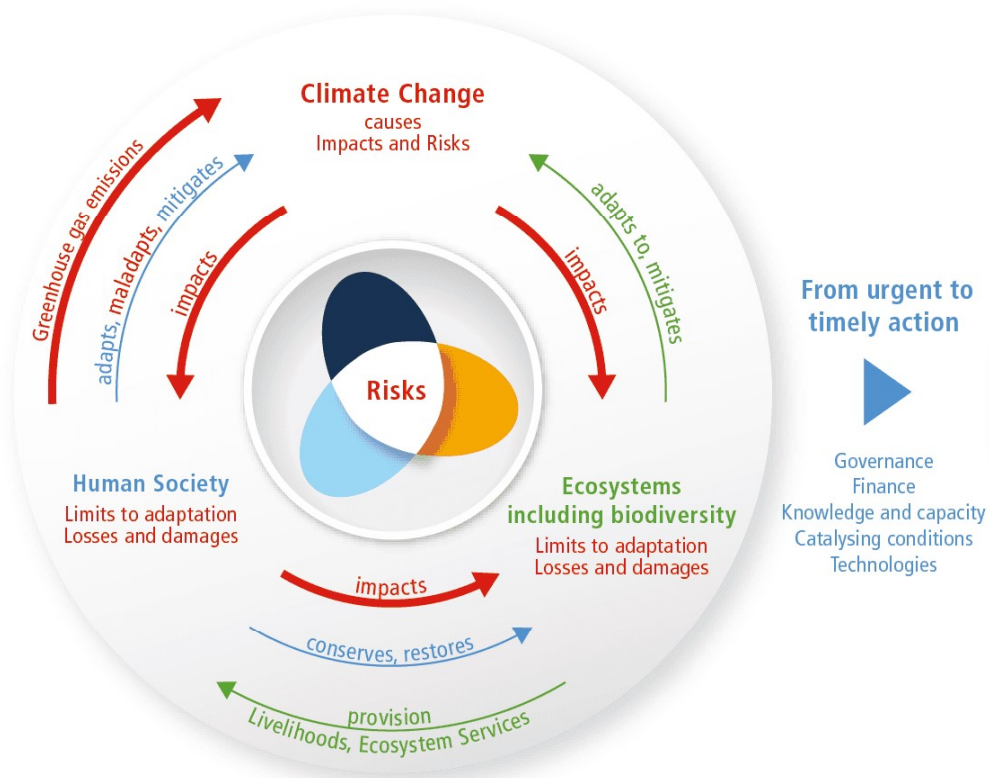 Climate Change
causes
Impacts and Risks
Greenhouse gas emissions
adapts, maladapts, mitigates
impacts
impacts
adapts to, mitigates
Risks
Human Society
Limits to adaptation
Losses and damages
Ecosystems
including biodiversity
Limits to adaptation
Losses and damages
impacts
conserves, restores
provision
Livelihoods, Ecosystem Services
From urgent to
timely action
Governance
Finance
Knowledge and capacity
Catalysing conditions
Technologies